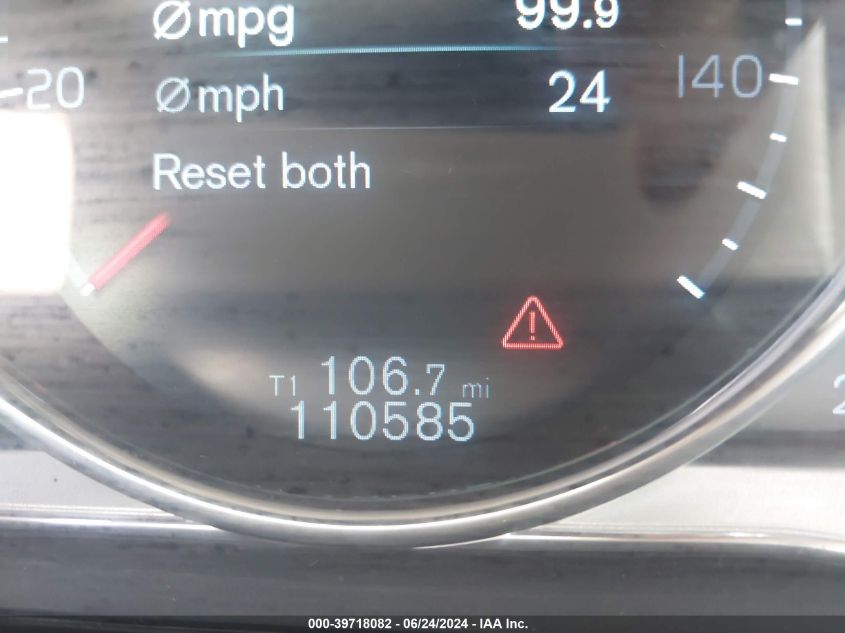 Ømpg 99.9
20 Ømph 24 140
Reset both
T1 106.7 mi
110585
000-39718082 - 06/24/2024 - IAA Inc.